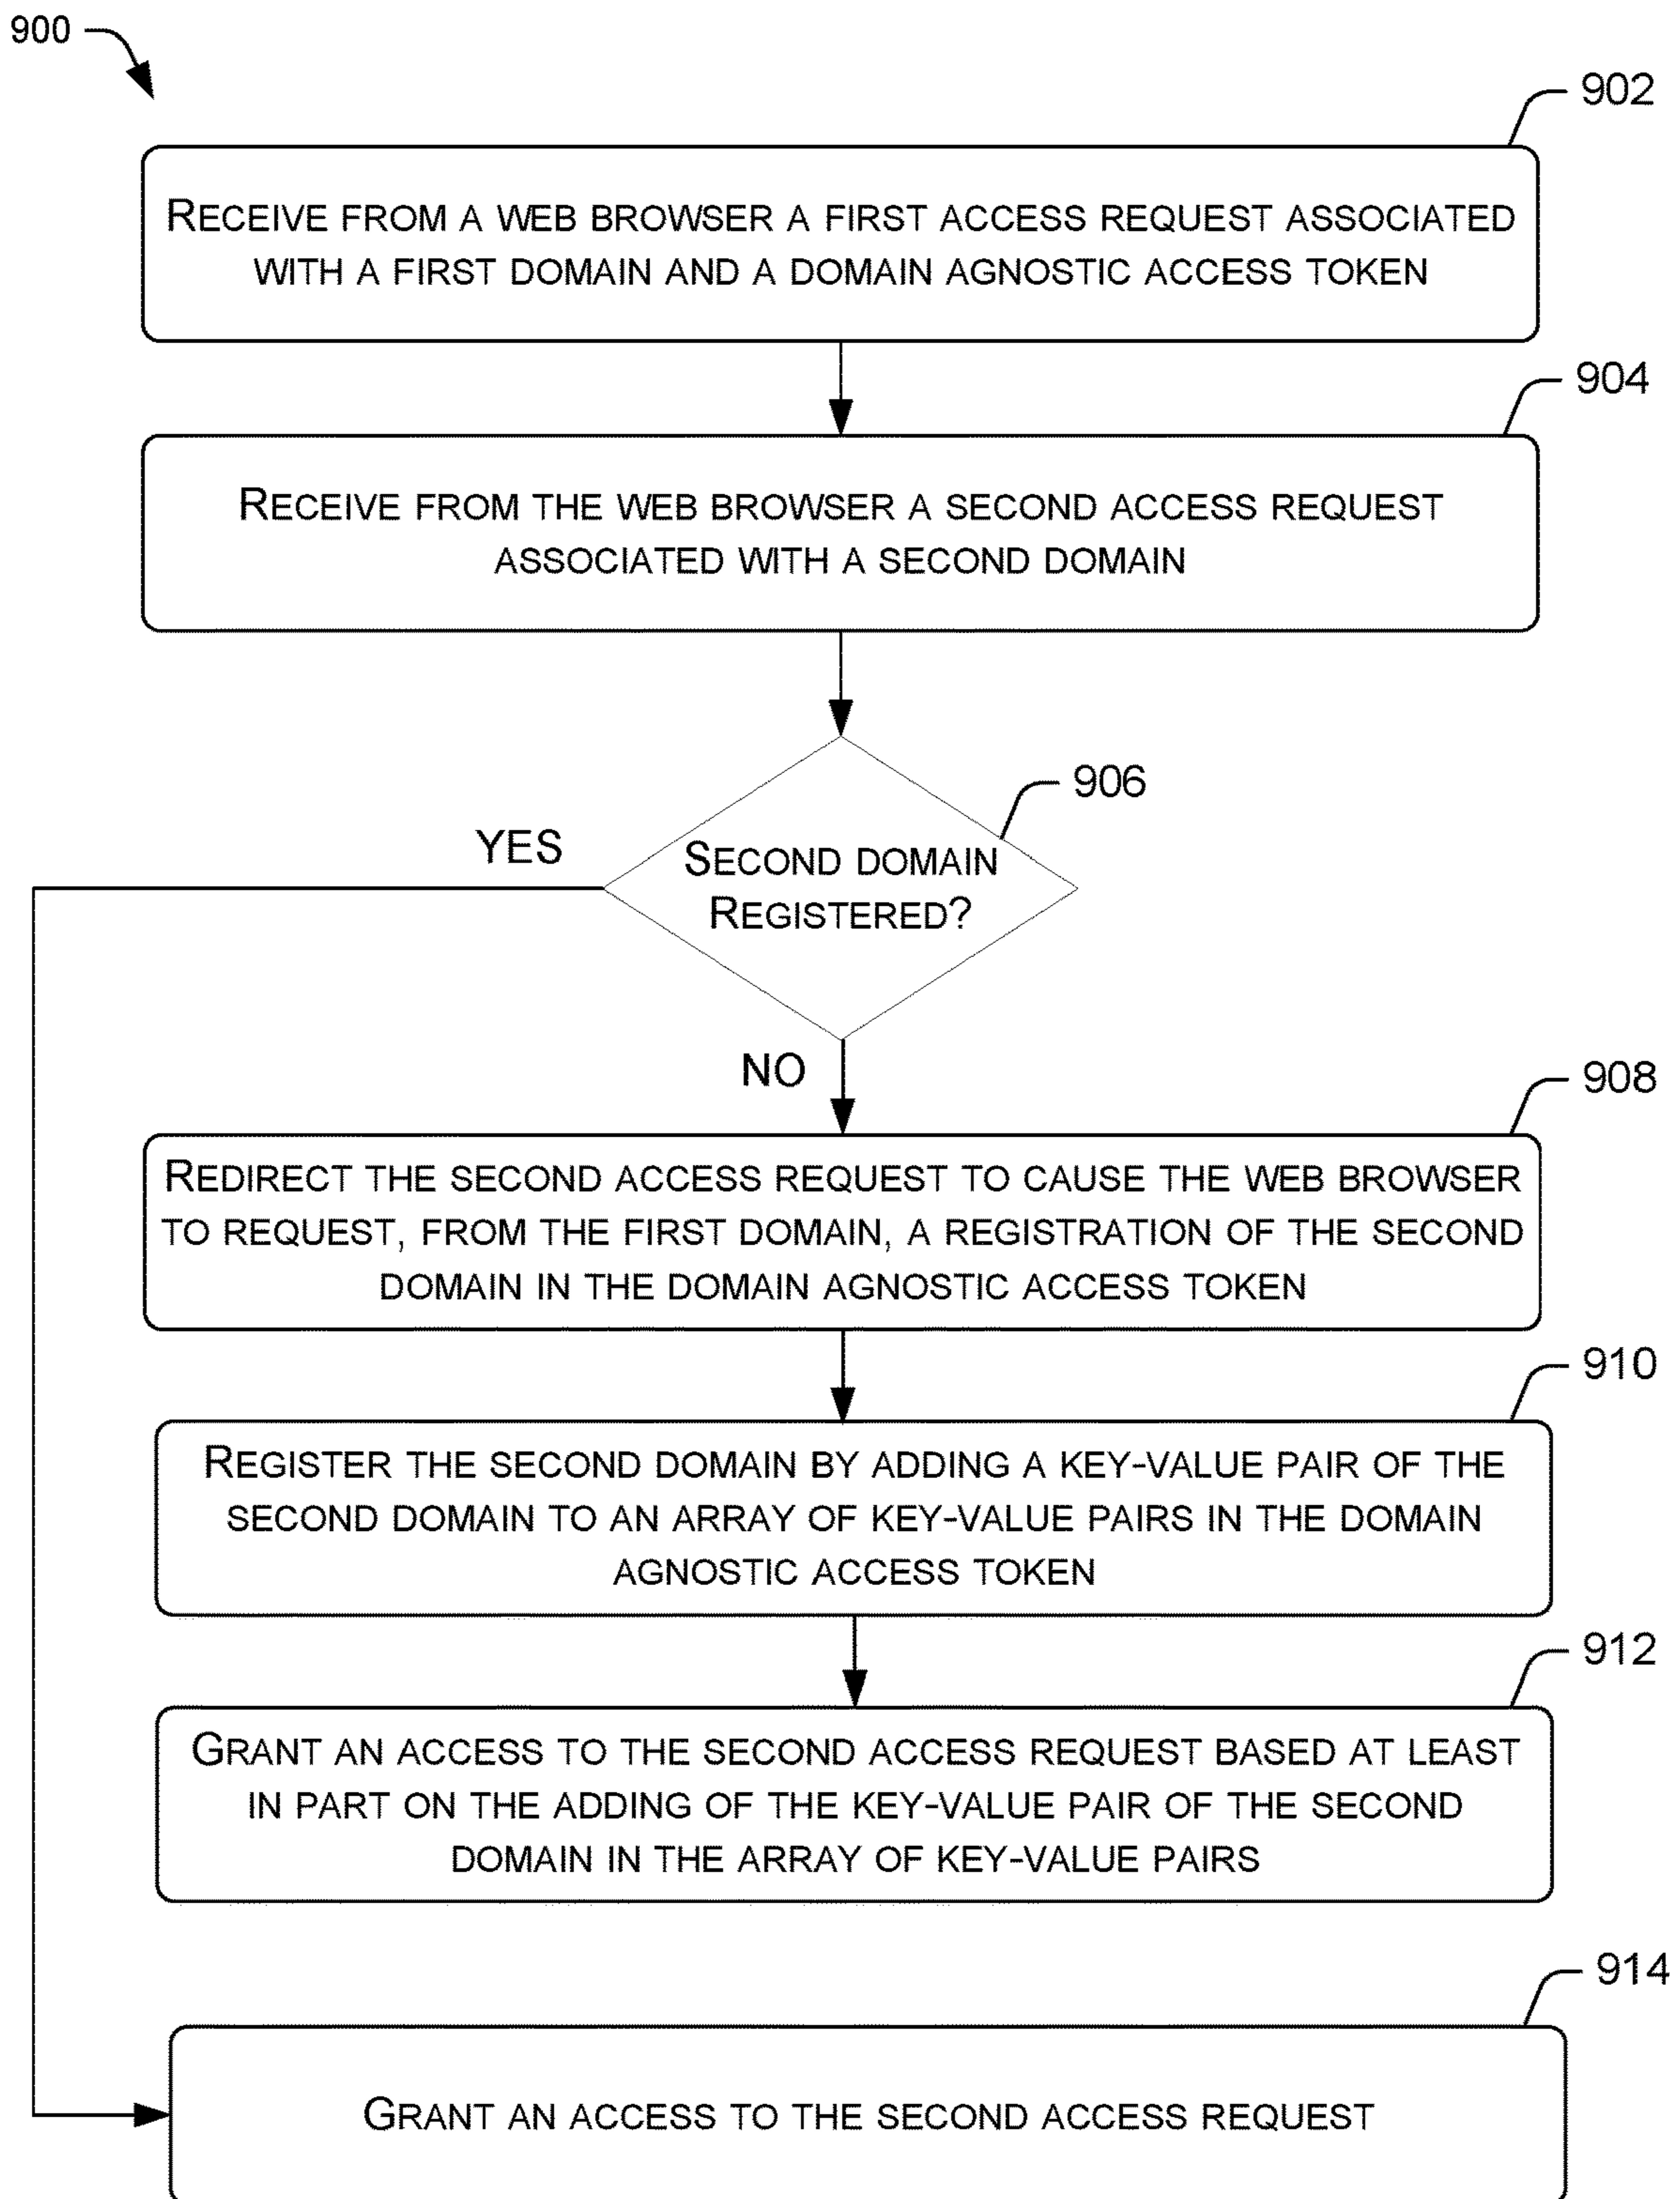 900
902
RECEIVE FROM A WEB BROWSER A FIRST ACCESS REQUEST ASSOCIATED
WITH A FIRST DOMAIN AND A DOMAIN AGNOSTIC ACCESS TOKEN
904
RECEIVE FROM THE WEB BROWSER A SECOND ACCESS REQUEST
ASSOCIATED WITH A SECOND DOMAIN
906
YES
SECOND DOMAIN
REGISTERED?
NO
908
REDIRECT THE SECOND ACCESS REQUEST TO CAUSE THE WEB BROWSER
TO REQUEST, FROM THE FIRST DOMAIN, A REGISTRATION OF THE SECOND
DOMAIN IN THE DOMAIN AGNOSTIC ACCESS TOKEN
910
REGISTER THE SECOND DOMAIN BY ADDING A KEY-VALUE PAIR OF THE
SECOND DOMAIN TO AN ARRAY OF KEY-VALUE PAIRS IN THE DOMAIN
AGNOSTIC ACCESS TOKEN
912
GRANT AN ACCESS TO THE SECOND ACCESS REQUEST BASED AT LEAST
IN PART ON THE ADDING OF THE KEY-VALUE PAIR OF THE SECOND
DOMAIN IN THE ARRAY OF KEY-VALUE PAIRS
914
GRANT AN ACCESS TO THE SECOND ACCESS REQUEST